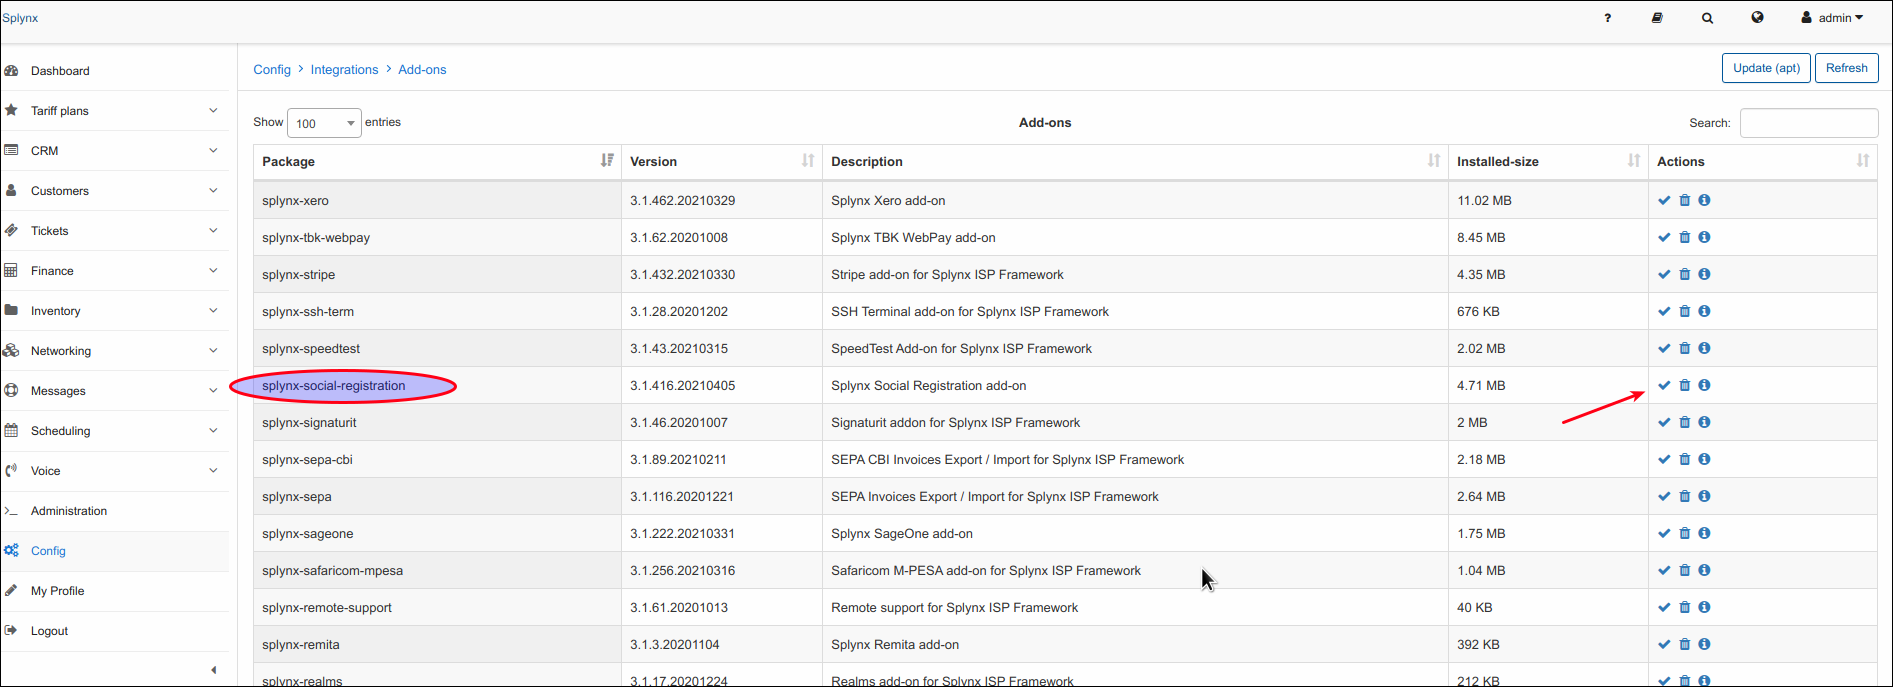 Splynx
? admin
Dashboard
Tariff plans
CRM
Customers
Tickets
Finance
Inventory
Networking
Messages
Scheduling
Voice
Administration
Config
My Profile
Logout
Config > Integrations > Add-ons
Update (apt) Refresh
Show 100 entries
Add-ons
Search:
Package Version Description Installed-size Actions
splynx-xero 3.1.462.20210329 Splynx Xero add-on 11.02 MB
splynx-tbk-webpay 3.1.62.20201008 Splynx TBK WebPay add-on 8.45 MB
splynx-stripe 3.1.432.20210330 Stripe add-on for Splynx ISP Framework 4.35 MB
splynx-ssh-term 3.1.28.20201202 SSH Terminal add-on for Splynx ISP Framework 676 KB
splynx-speedtest 3.1.43.20210315 SpeedTest Add-on for Splynx ISP Framework 2.02 MB
splynx-social-registration 3.1.416.20210405 Splynx Social Registration add-on 4.71 MB
splynx-signaturit 3.1.46.20201007 Signaturit addon for Splynx ISP Framework 2 MB
splynx-sepa-cbi 3.1.89.20210211 SEPA CBI Invoices Export / Import for Splynx ISP Framework 2.18 MB
splynx-sepa 3.1.116.20201221 SEPA Invoices Export / Import for Splynx ISP Framework 2.64 MB
splynx-sageone 3.1.222.20210331 Splynx SageOne add-on 1.75 MB
splynx-safaricom-mpesa 3.1.256.20210316 Safaricom M-PESA add-on for Splynx ISP Framework 1.04 MB
splynx-remote-support 3.1.61.20201013 Remote support for Splynx ISP Framework 40 KB
splynx-remita 3.1.3.20201104 Splynx Remita add-on 392 KB
splynx-realms 3.1.17.20201224 Realms add-on for Splynx ISP Framework 212 KB